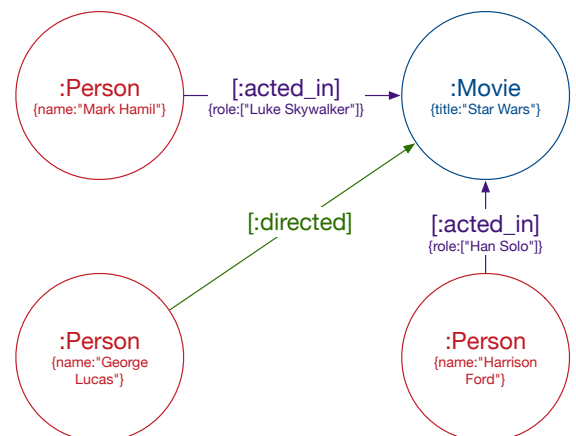 :Person
{name:"Mark Hamil"}
[:acted_in]
{role:["Luke Skywalker"]}
:Movie
{title:"Star Wars"}
[:directed]
[:acted_in]
{role:["Han Solo"]}
:Person
{name:"George
Lucas"}
:Person
{name:"Harrison
Ford"}